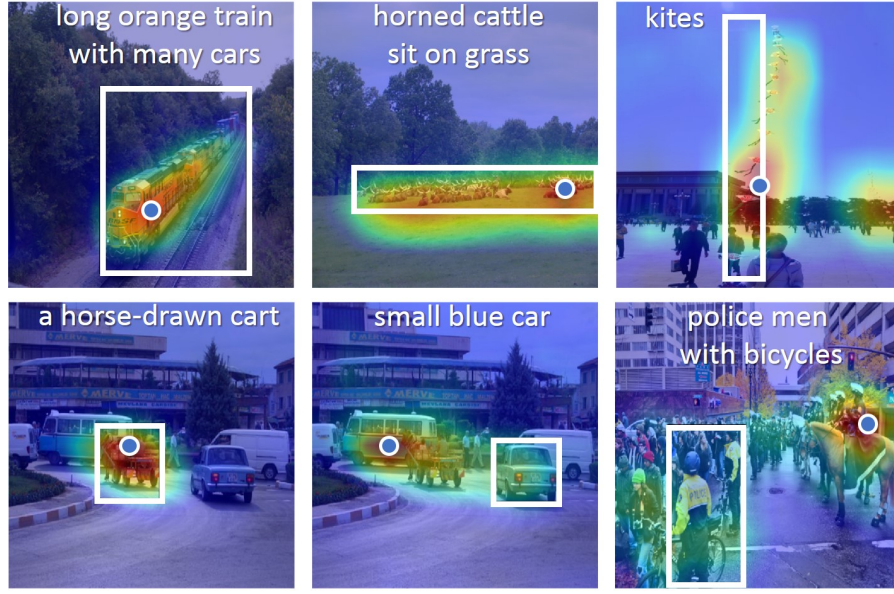 long orange train
with many cars
horned cattle
sit on grass
kites
a horse-drawn cart
small blue car
police men
with bicycles